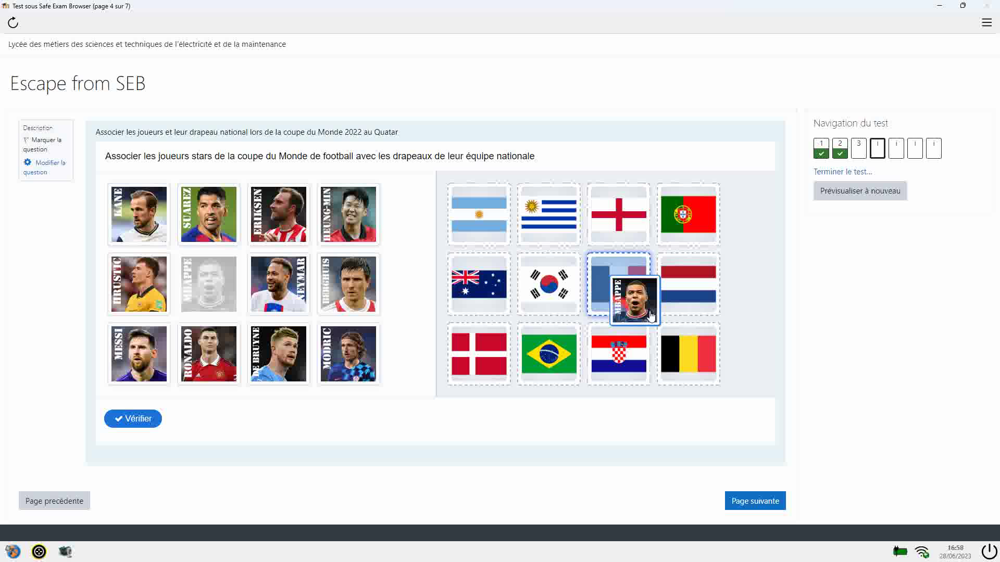 Test sous Safe Exam Browser (page 4 sur 7)
Lycée des métiers des sciences et techniques de l'électricité et de la maintenance
Escape from SEB
Description
Marquer la
question
Modifier la
question
Associer les joueurs et leur drapeau national lors de la coupe du Monde 2022 au Quatar
Associer les joueurs stars de la coupe du Monde de football avec les drapeaux de leur équipe nationale
KANE
SUAREZ
ERIKSEN
HEUNG-MIN
HRUSTIC
MBAPPE
NEYMAR
BERGHUIS
MBAPPE
MESSI
RONALDO
DE BRUYNE
MODRIC
Vérifier
Page precédente
Page suivante
Navigation du test
1 2 3 i i i i
Terminer le test...
Prévisualiser à nouveau
16:58
28/06/2023